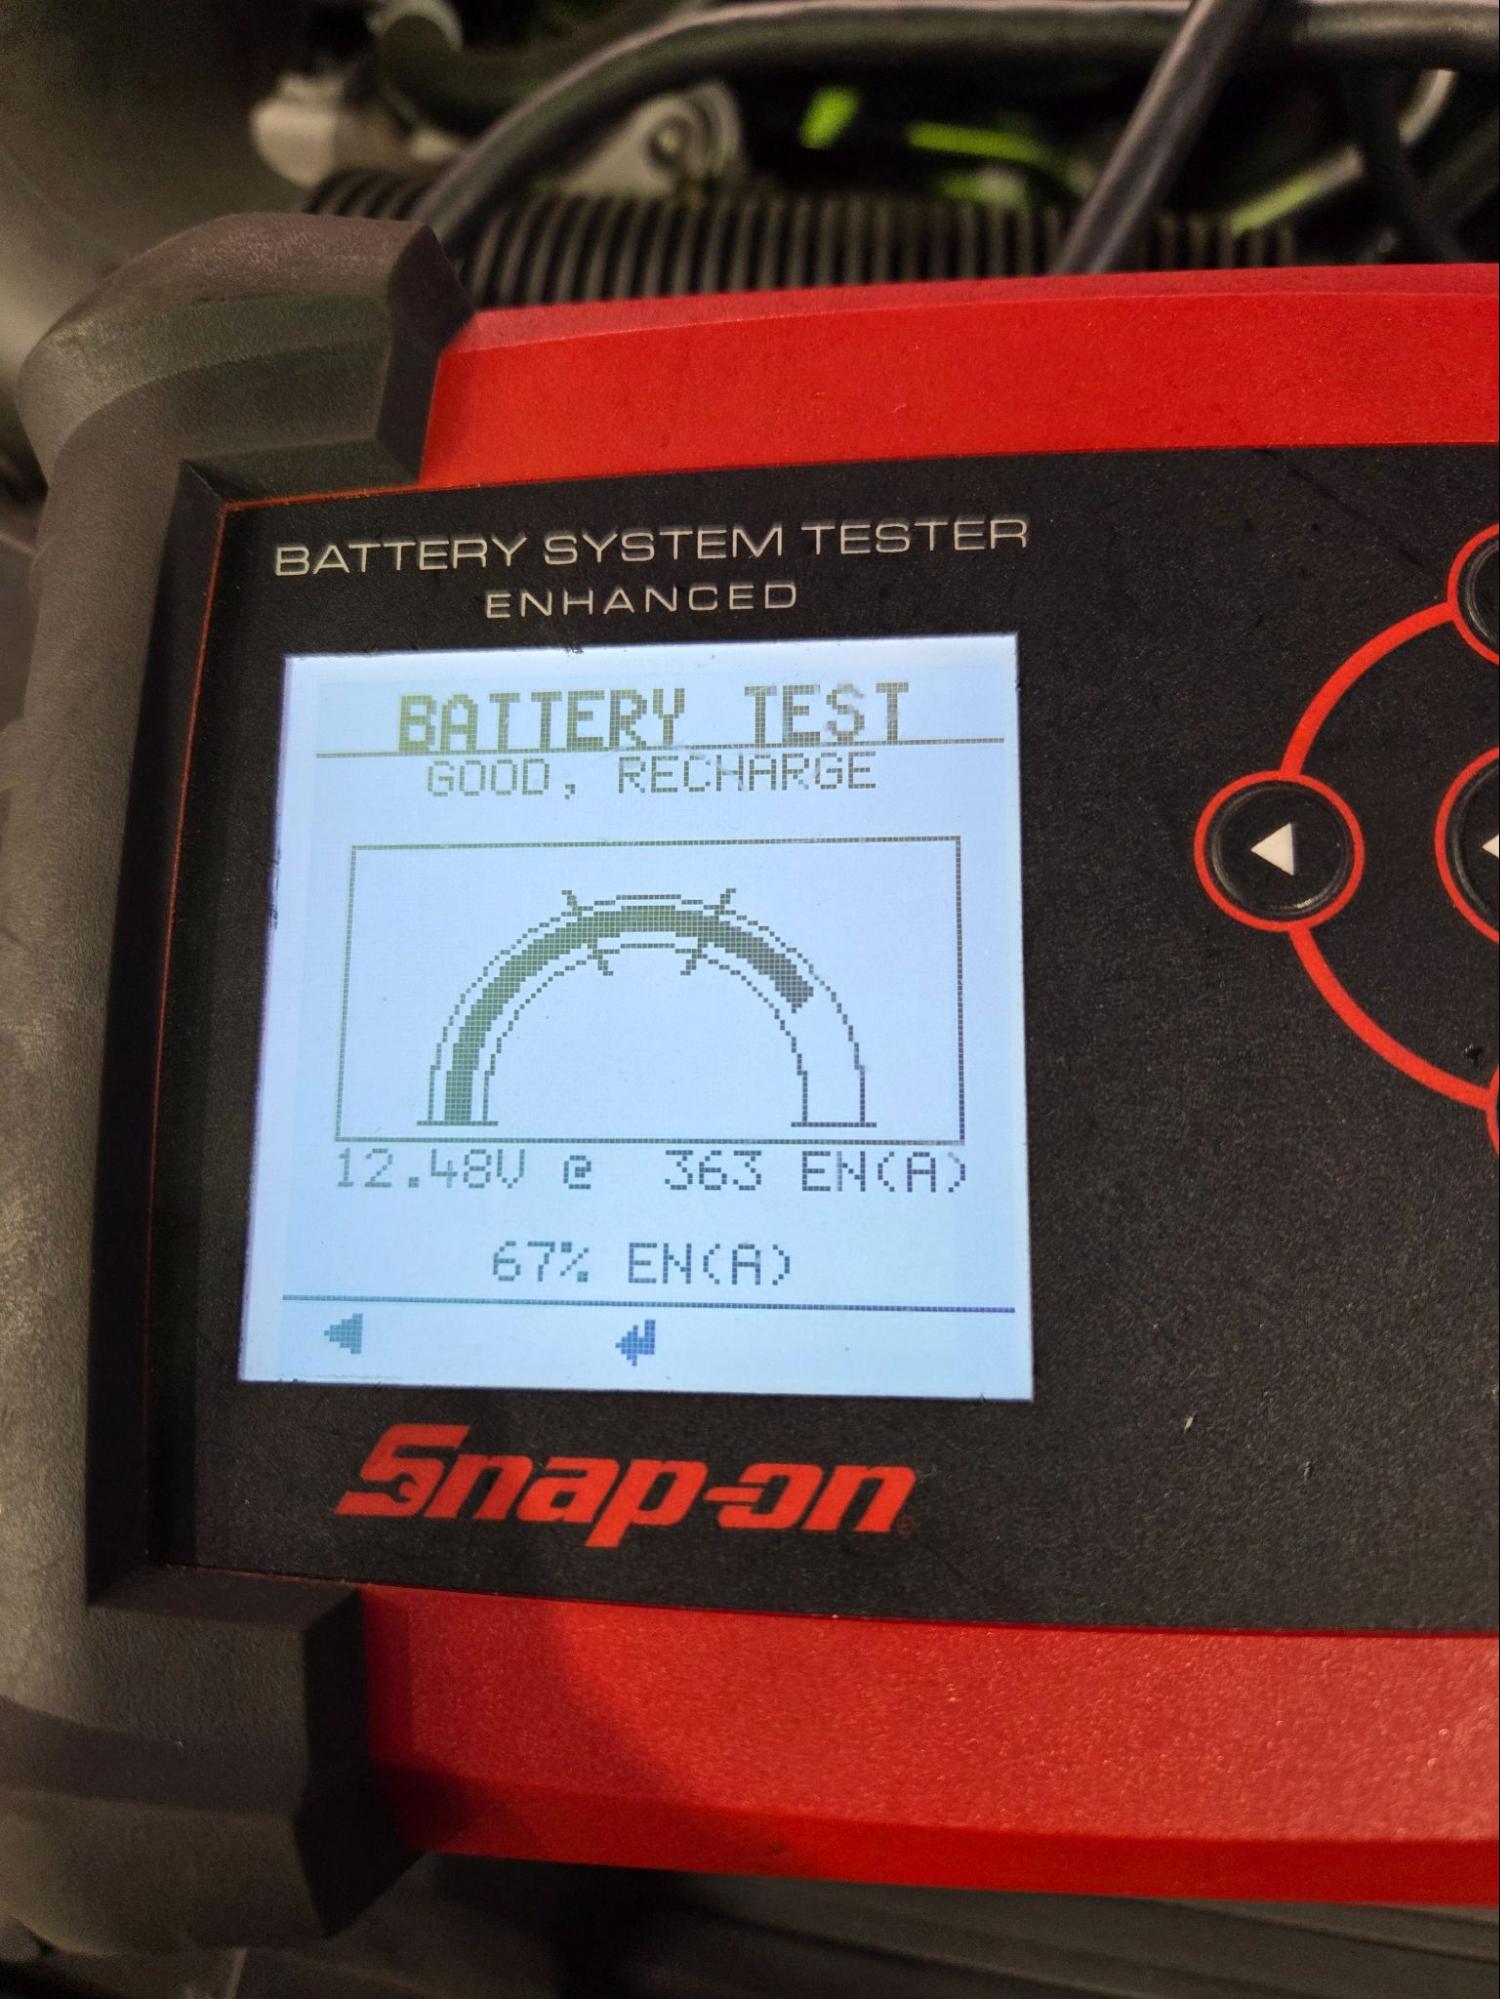 BATTERY SYSTEM TESTER
ENHANCED
BATTERY TEST
GOOD, RECHARGE
12.48V @ 363 EN(A)
67% EN(A)
Snap-on